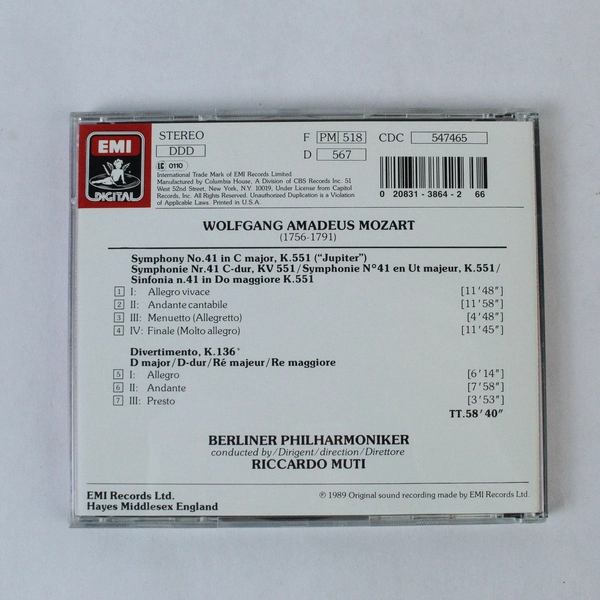 EMI
DIGITAL
STEREO
DDD
LC 0110
F PM 518 CDC 547465
D 567
International Trade Mark of EMI Records Limited
Manufactured by Columbia House, A Division of CBS Records Inc. 51
West 52nd Street, New York, N.Y. 10019, Under License from Capitol
Records, Inc. All Rights Reserved. Unauthorized Duplication is a Violation
of Applicable Laws. Printed in U.S.A.
0 20831-3864-2 66
WOLFGANG AMADEUS MOZART
(1756-1791)
Symphony No.41 in C major, K.551 (“Jupiter”)
Symphonie Nr.41 C-dur, KV 551/Symphonie Nº41 en Ut majeur, K.551/
Sinfonia n.41 in Do maggiore K.551
1 I: Allegro vivace [11’48”]
2 II: Andante cantabile [11’58”]
3 III: Menuetto (Allegretto) [4’48”]
4 IV: Finale (Molto allegro) [11’45”]
Divertimento, K.136*
D major/D-dur/Ré majeur/Re maggiore
5 I: Allegro [6’14”]
6 II: Andante [7’58”]
7 III: Presto [3’53”]
TT.58’40”
BERLINER PHILHARMONIKER
conducted by/Dirigent/direction/Direttore
RICCARDO MUTI
EMI Records Ltd.
Hayes Middlesex England
℗ 1989 Original sound recording made by EMI Records Ltd.